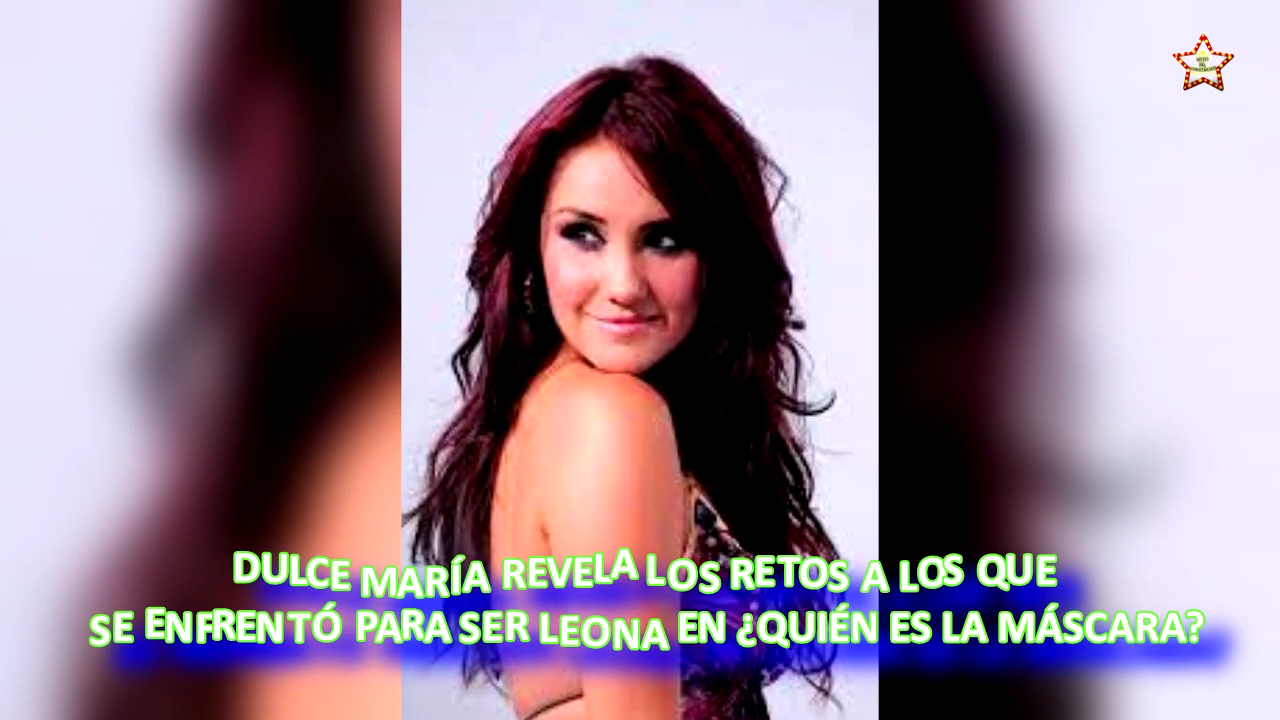 DULCE MARÍA REVELA LOS RETOS A LOS QUE
SE ENFRENTÓ PARA SER LEONA EN ¿QUIÉN ES LA MÁSCARA?